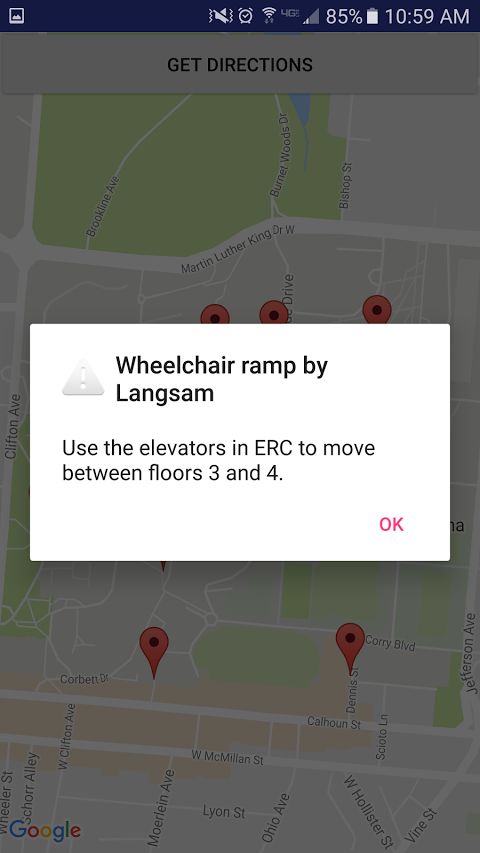 4G 85% 10:59 AM
GET DIRECTIONS
Burnet Woods Dr
Bishop St
Brookline Ave
Martin Luther King Dr W
de Drive
Clifton Ave
Wheelchair ramp by
Langsam
Use the elevators in ERC to move
between floors 3 and 4.
OK
na
Corry Blvd
Jefferson Ave
Corbett Dr
Dennis St
Calhoun St
W Clifton Ave
Scioto Ln
W McMillan St
Wheeler St
Schorr Alley
Moerlein Ave
Lyon St
Ohio Ave
W Hollister St
Vine St
Google